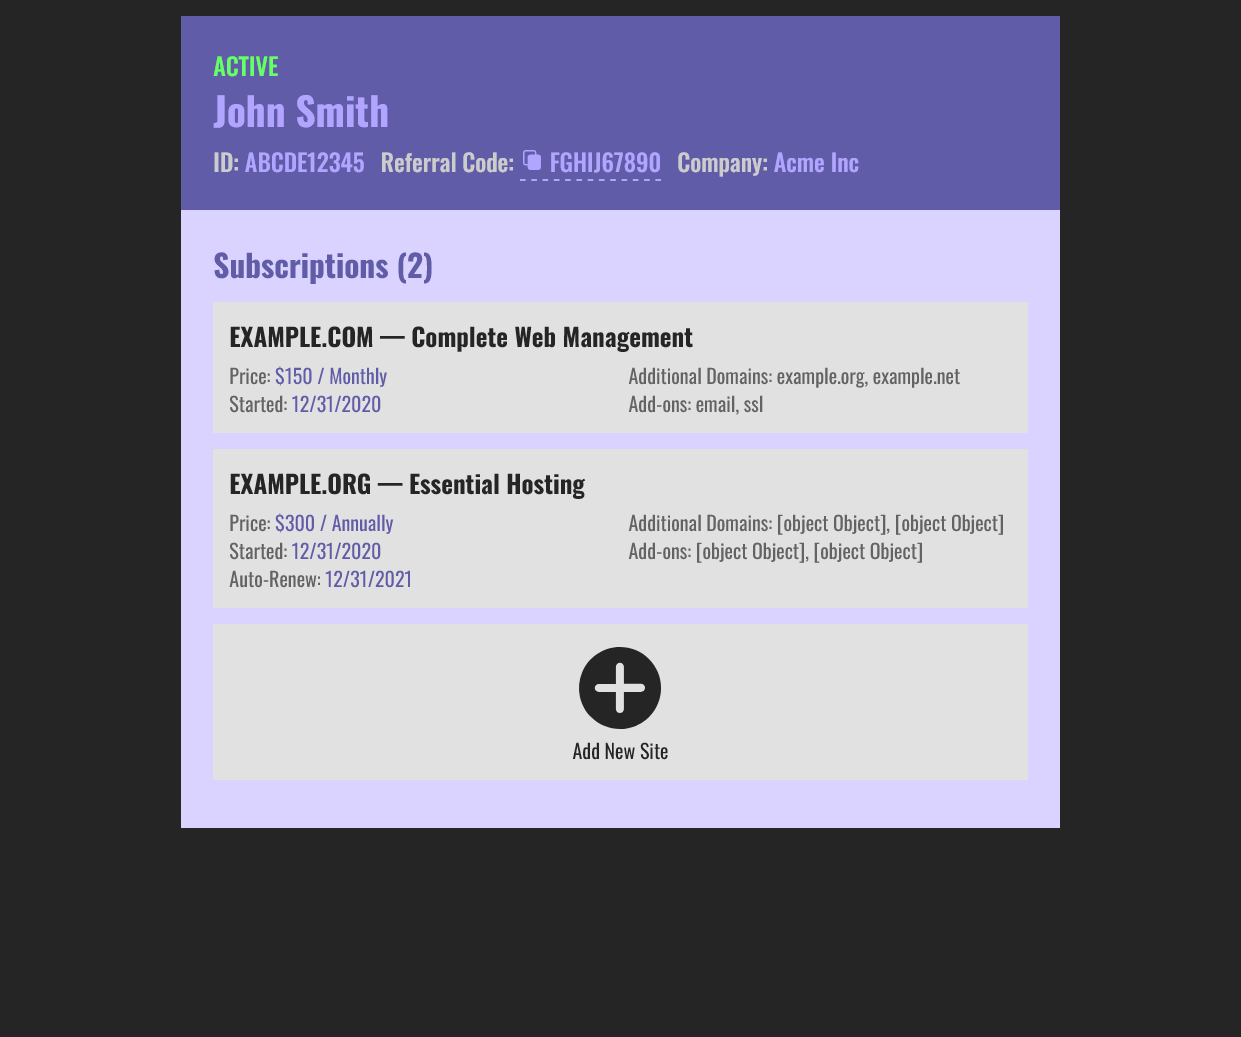 ACTIVE
John Smith
ID: ABCDE12345 Referral Code: FGHIJ67890 Company: Acme Inc
Subscriptions (2)
EXAMPLE.COM — Complete Web Management
Price: $150 / Monthly
Started: 12/31/2020
Additional Domains: example.org, example.net
Add-ons: email, ssl
EXAMPLE.ORG — Essential Hosting
Price: $300 / Annually
Started: 12/31/2020
Auto-Renew: 12/31/2021
Additional Domains: [object Object], [object Object]
Add-ons: [object Object], [object Object]
Add New Site